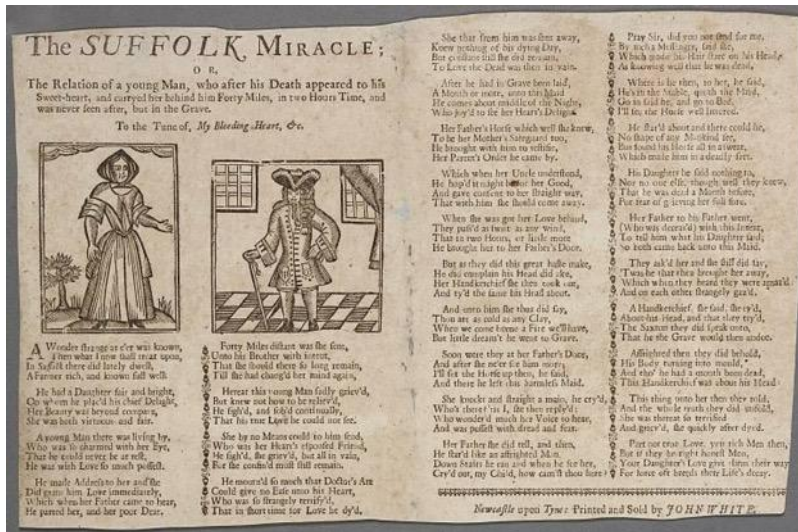 The SUFFOLK MIRACLE;
OR,
The Relation of a young Man, who after his Death appeared to his
Sweet-heart, and carryed her behind him Forty Miles, in two Hours Time, and
was never seen after, but in the Grave.
To the Tune of, My Bleeding Heart, &c.
A Wonder strange as e'er was known,
Then what I now shall treat upon,
In Suffolk there did lately dwell,
A Farmer rich, and known full well.
He had a Daughter fair and bright,
On whom he plac'd his chief Delight,
Her Beauty was beyond compare,
She was both virtuous and fair.
A young Man there was living by,
Who was so charmed with her Eye,
That he could never be at rest,
He was with Love so much possest.
He made Address to her and she
Did grant him Love immediately,
Which when her Father came to hear,
He parted her, and her poor Dear.
Forty Miles distant was she sent,
Unto his Brother with intent,
That she should there so long remain,
Till she had chang'd her mind again,
Hereat this young Man sadly griev'd,
But knew not how to be reliev'd,
He sigh'd, and sob'd continually,
That his true Love he could not see.
She by no Means could to him send,
Who was her Heart's espoused Friend,
He sigh'd, she griev'd, but all in vain,
For she confin'd must still remain.
He mourn'd so much that Doctor's Art
Could give no Ease unto his Heart,
Who was so strangely terrify'd,
That in short time for Love he dy'd.
She that from him was sent away,
Knew nothing of his dying Day,
But constant still she did remain,
To Love the Dead was then in vain.
After he had in Grave been laid,
A Month or more, unto this Maid
He comes about middle of the Night,
Who joy'd to see her Heart's Delight.
Her Father's Horse which well she knew,
To be her Mother's Safeguard too,
He brought with him to testifie,
Her Parent's Order he came by.
Which when her Uncle understood,
He hop'd it might be for her Good,
And gave consent to her straight way,
That with him she should come away.
When she was got her Love behind,
They pass'd as swift as any wind,
That in two Hours, or little more
He brought her to her Father's Door.
But as they did this great haste make,
He did complain his Head did ake,
Her Handkerchief she then took out,
And ty'd the same his Head about.
And unto him she thus did say,
Thou art as cold as any Clay,
When we come home a Fire we'll have,
But little dream't he went to Grave.
Soon were they at her Father's Door,
And after she ne'er see him more;
I'll see the Horse set up then, he said,
And there he left this harmless Maid.
She knockt and straight a man, he cry'd,
Who's there? 'tis I, she then reply'd;
Who wonder'd much her Voice to hear,
And was possest with dread and fear.
Her Father she did tell, and then,
He star'd like an affrighted Man,
Down Stairs he ran and when he see her,
Cry'd out, my Child, how cam'st thou here?
Pray Sir, did you not send for me,
By such a Messenger, said she,
Which made his Hair stare on his Head,
As knowing well that he was dead,
Where is he then, to her, he said,
He's in the Stable, quoth the Maid,
Go in said he, and go to Bed,
I'll see, the Horse well littered.
He star'd about and there could he,
No shape of any Mankind see,
But found his Horse all in a sweat,
Which made him in a deadly fret.
His Daughter he said nothing to,
Nor no one else, though well they knew,
That he was dead a Month before,
For fear of grieving her full sore.
Her Father to his Father went,
(Who was deceas'd) with this Intent,
To tell him what his Daughter said;
So both came back unto this Maid.
They ask'd her and she still did say,
'Twas he that then brought her away,
Which when they heard they were amaz'd
And on each other strangely gaz'd.
A Handkerchief, she said, she ty'd,
About his Head, and that they try'd,
The Sexton they did speak unto,
That he the Grave would then undoe.
Affrighted then they did behold,
His Body turning into mould,
And tho' he had a month been dead,
This Handkerchief was about his Head
This thing unto her then they told,
And the whole truth they did unfold,
She was thereat so terrified
And griev'd, she quickly after dyed.
Part not true Love, you rich Men then,
But if they be right honest Men,
Your Daughter's Love give them their way
For force oft breeds their Life's decay.
Newcastle upon Tyne: Printed and Sold by JOHN WHITE.